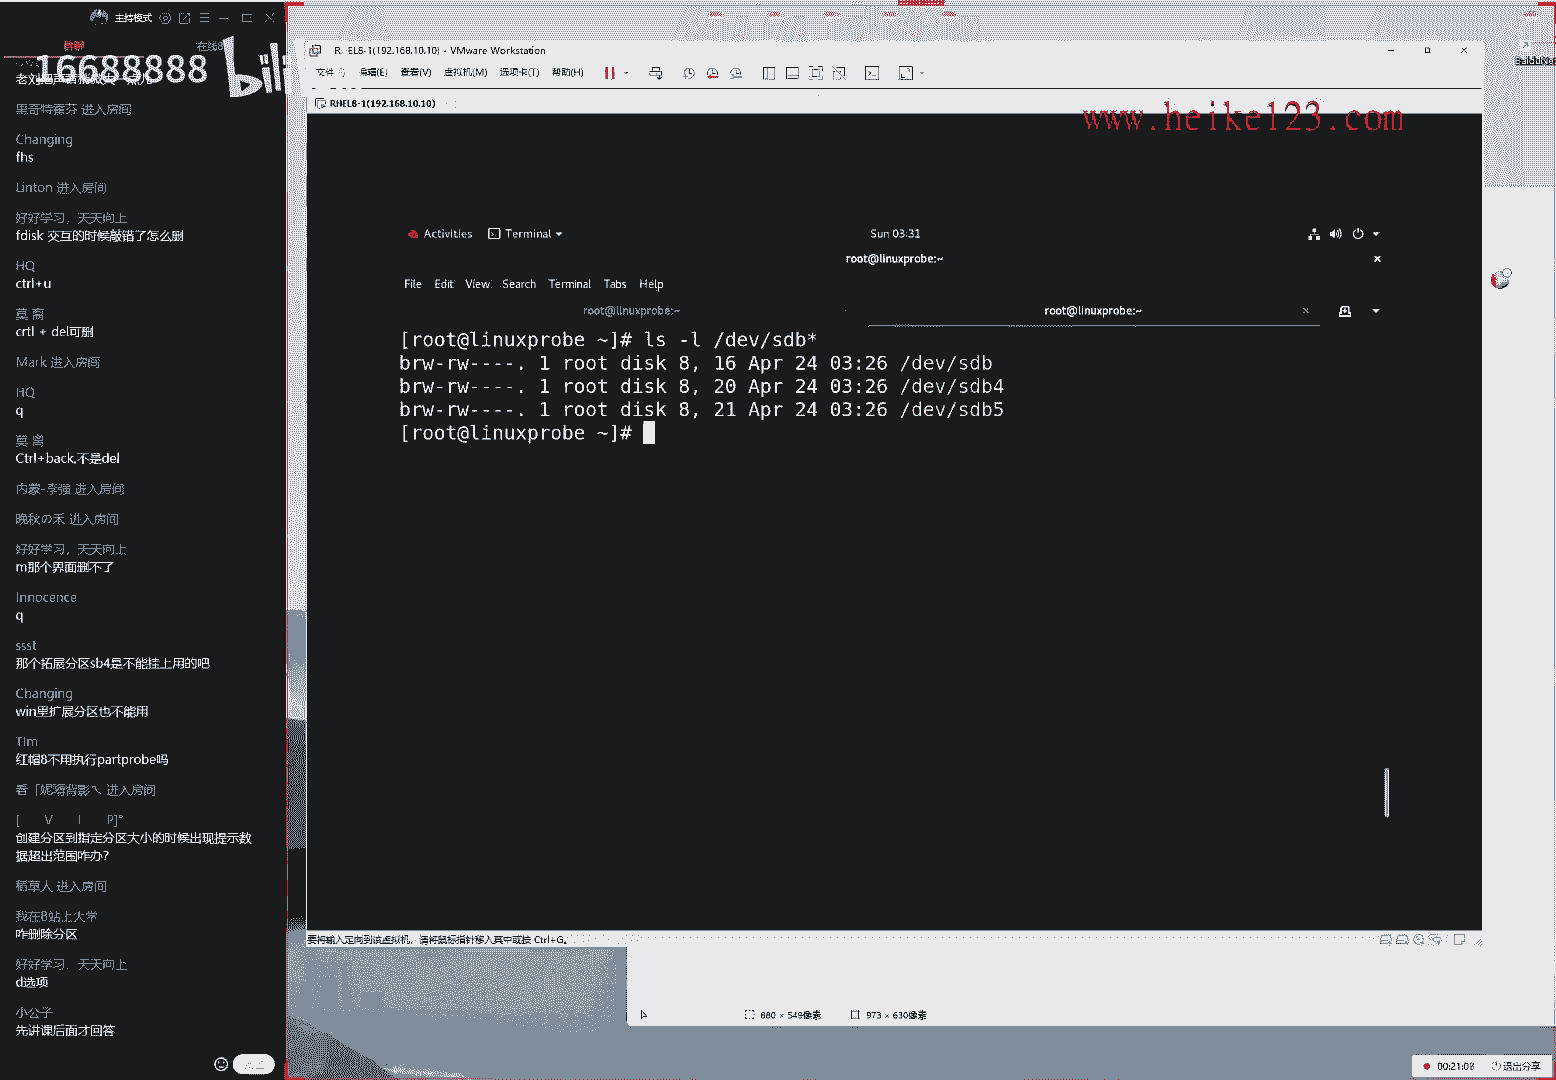 主持模式
群聊
16688888
bili
黑奇特番芬 进入房间
Changing
fhs
Linton 进入房间
好好学习，天天向上
fdisk 交互的时候敲错了怎么删
HQ
ctrl+u
莫 离
crtl + del可删
Mark 进入房间
HQ
q
莫 离
Ctrl+back,不是del
内蒙-李强 进入房间
晚秋の禾 进入房间
好好学习，天天向上
m那个界面删不了
Innocence
q
ssst
那个拓展分区sb4是不能挂上用的吧
Changing
win里扩展分区也不能用
Tim
红帽8不用执行partprobe吗
进入房间
[ V I P]°
创建分区到指定分区大小的时候出现提示数
据超出范围咋办?
稻草人 进入房间
我在B站上大学
咋删除分区
好好学习，天天向上
d选项
小公子
先讲课后面才回答
RHEL8-1(192.168.10.10) - VMware Workstation
文件 编辑(E) 查看(V) 虚拟机(M) 选项卡(T) 帮助(H)
RHEL8-1(192.168.10.10)
www.heike123.com
Activities Terminal Sun 03:31
root@linuxprobe:~
File Edit View Search Terminal Tabs Help
root@linuxprobe:~ root@linuxprobe:~
[root@linuxprobe ~]# ls -l /dev/sdb*
brw-rw----. 1 root disk 8, 16 Apr 24 03:26 /dev/sdb
brw-rw----. 1 root disk 8, 20 Apr 24 03:26 /dev/sdb4
brw-rw----. 1 root disk 8, 21 Apr 24 03:26 /dev/sdb5
[root@linuxprobe ~]#
要将输入定向到该虚拟机，请将鼠标指针移入其中或按 Ctrl+G。
880 × 549像素 973 × 630像素
00:21:08 退出分享